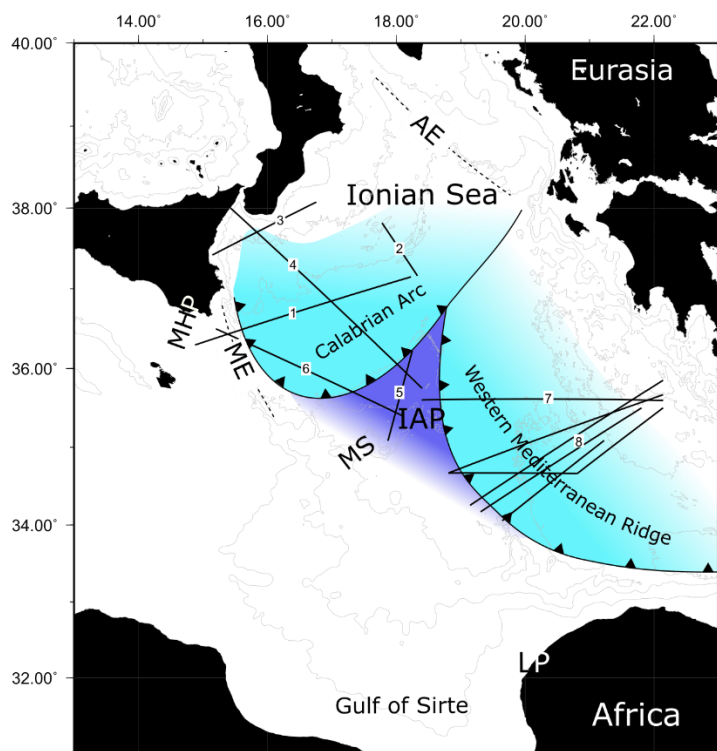 14.00° 16.00° 18.00° 20.00° 22.00°
40.00°
Eurasia
AE
Ionian Sea
38.00°
3
2
4
1
MHP
ME
Calabrian Arc
36.00°
6
5
7
IAP
Western Mediterranean Ridge
8
MS
34.00°
32.00°
LP
Gulf of Sirte
Africa